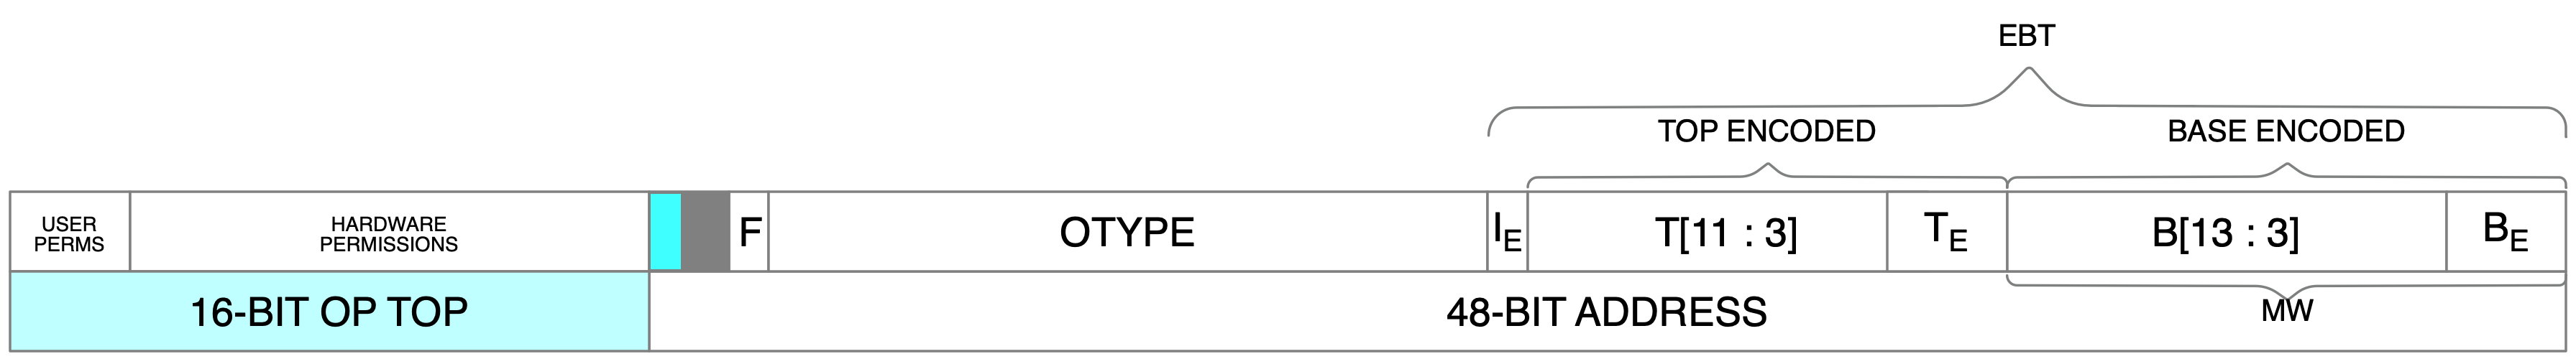 EBT
TOP ENCODED
BASE ENCODED
USER
PERMS
HARDWARE
PERMISSIONS
F
OTYPE
IE
T[11 : 3]
TE
B[13 : 3]
BE
16-BIT OP TOP
48-BIT ADDRESS
MW